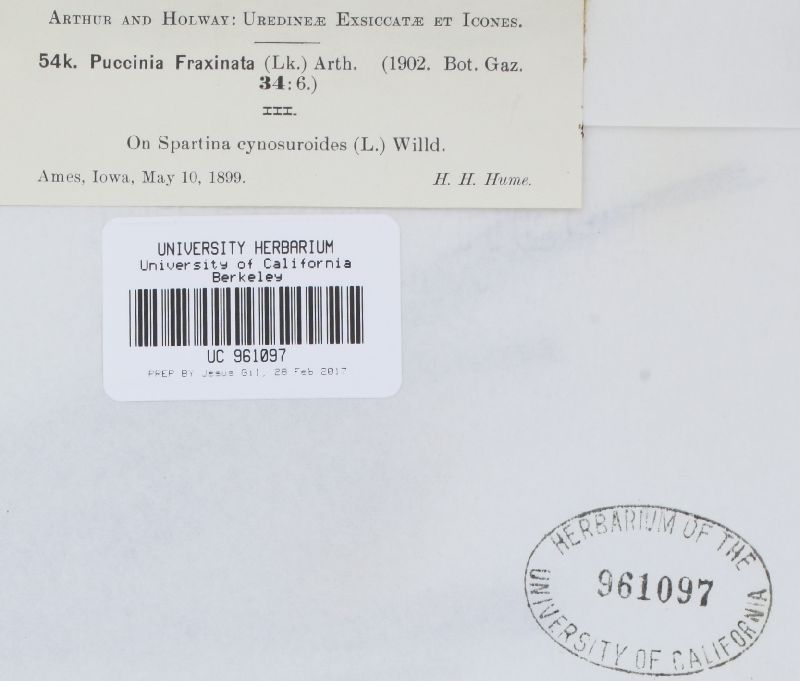 ARTHUR AND HOLWAY: UREDINEÆ EXSICCATÆ ET ICONES.
54k. Puccinia Fraxinata (Lk.) Arth. (1902. Bot. Gaz.
34:6.)
III.
On Spartina cynosuroides (L.) Willd.
Ames, Iowa, May 10, 1899. H. H. Hume.
UNIVERSITY HERBARIUM
University of California
Berkeley
UC 961097
PREP BY Jesus Gil, 28 Feb 2017
HERBARIUM OF THE
961097
UNIVERSITY OF CALIFORNIA